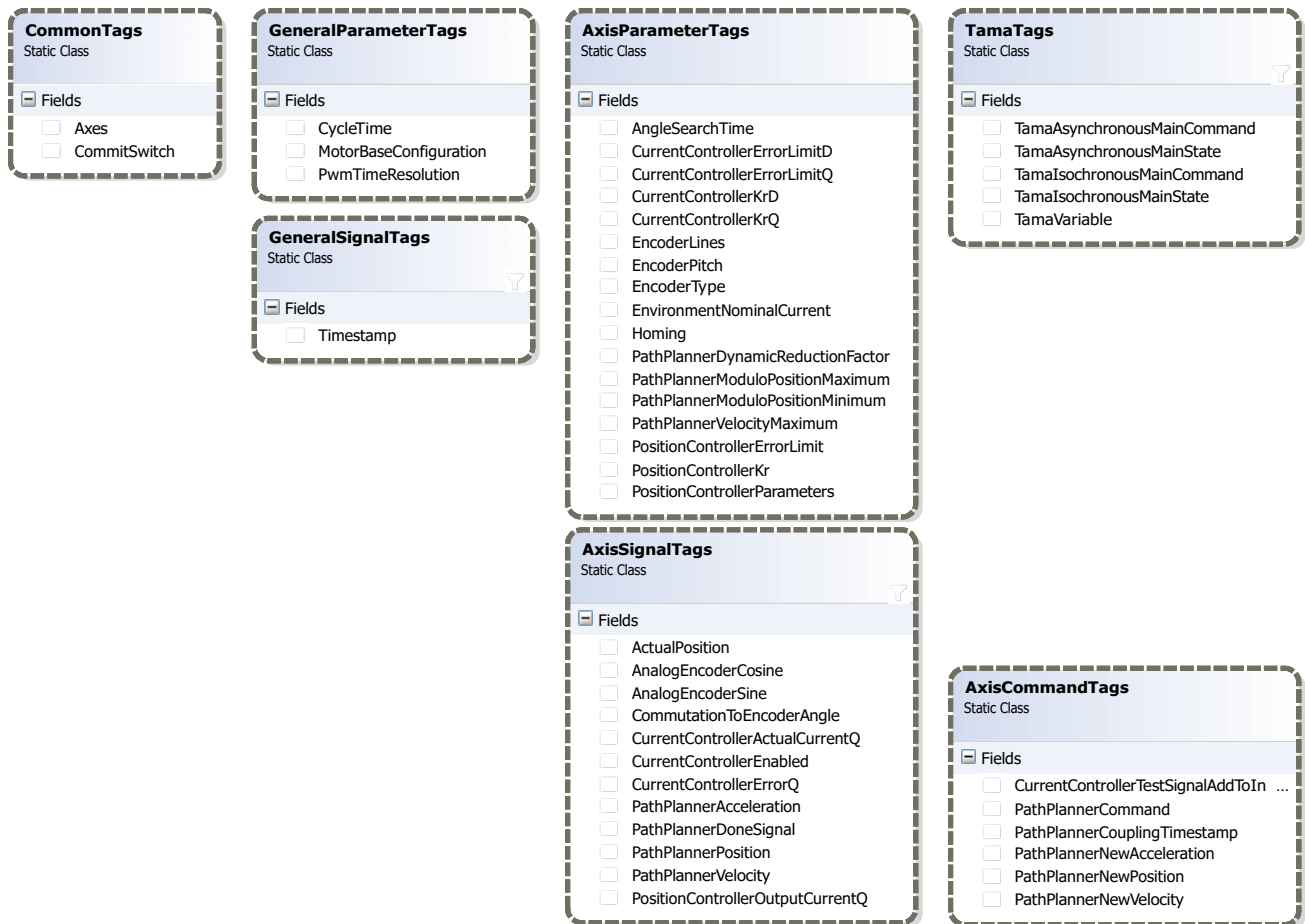 CommonTags
Static Class
Fields
Axes
CommitSwitch
GeneralParameterTags
Static Class
Fields
CycleTime
MotorBaseConfiguration
PwmTimeResolution
GeneralSignalTags
Static Class
Fields
Timestamp
AxisParameterTags
Static Class
Fields
AngleSearchTime
CurrentControllerErrorLimitD
CurrentControllerErrorLimitQ
CurrentControllerKrD
CurrentControllerKrQ
EncoderLines
EncoderPitch
EncoderType
EnvironmentNominalCurrent
Homing
PathPlannerDynamicReductionFactor
PathPlannerModuloPositionMaximum
PathPlannerModuloPositionMinimum
PathPlannerVelocityMaximum
PositionControllerErrorLimit
PositionControllerKr
PositionControllerParameters
AxisSignalTags
Static Class
Fields
ActualPosition
AnalogEncoderCosine
AnalogEncoderSine
CommutationToEncoderAngle
CurrentControllerActualCurrentQ
CurrentControllerEnabled
CurrentControllerErrorQ
PathPlannerAcceleration
PathPlannerDoneSignal
PathPlannerPosition
PathPlannerVelocity
PositionControllerOutputCurrentQ
TamaTags
Static Class
Fields
TamaAsynchronousMainCommand
TamaAsynchronousMainState
TamaIsochronousMainCommand
TamaIsochronousMainState
TamaVariable
AxisCommandTags
Static Class
Fields
CurrentControllerTestSignalAddToIn ...
PathPlannerCommand
PathPlannerCouplingTimestamp
PathPlannerNewAcceleration
PathPlannerNewPosition
PathPlannerNewVelocity